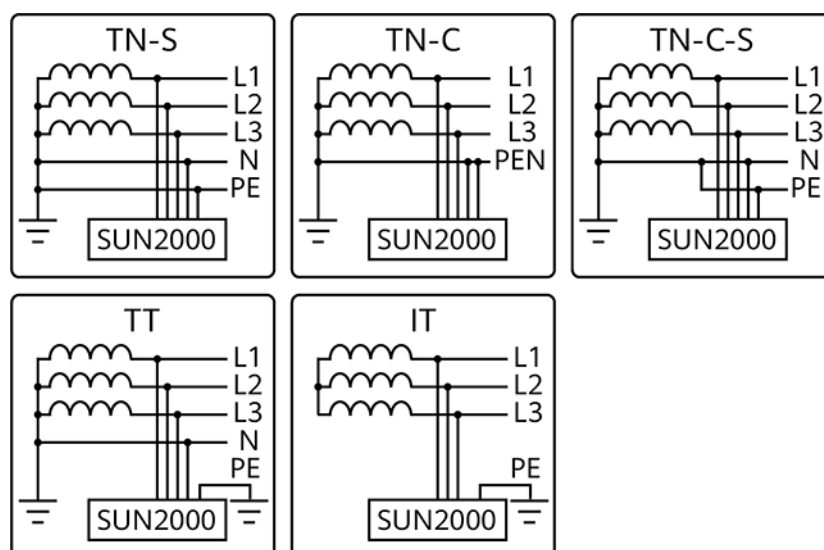 TN-S
L1
L2
L3
N
PE
SUN2000
TN-C
L1
L2
L3
PEN
SUN2000
TN-C-S
L1
L2
L3
N
PE
SUN2000
TT
L1
L2
L3
N
PE
SUN2000
IT
L1
L2
L3
PE
SUN2000